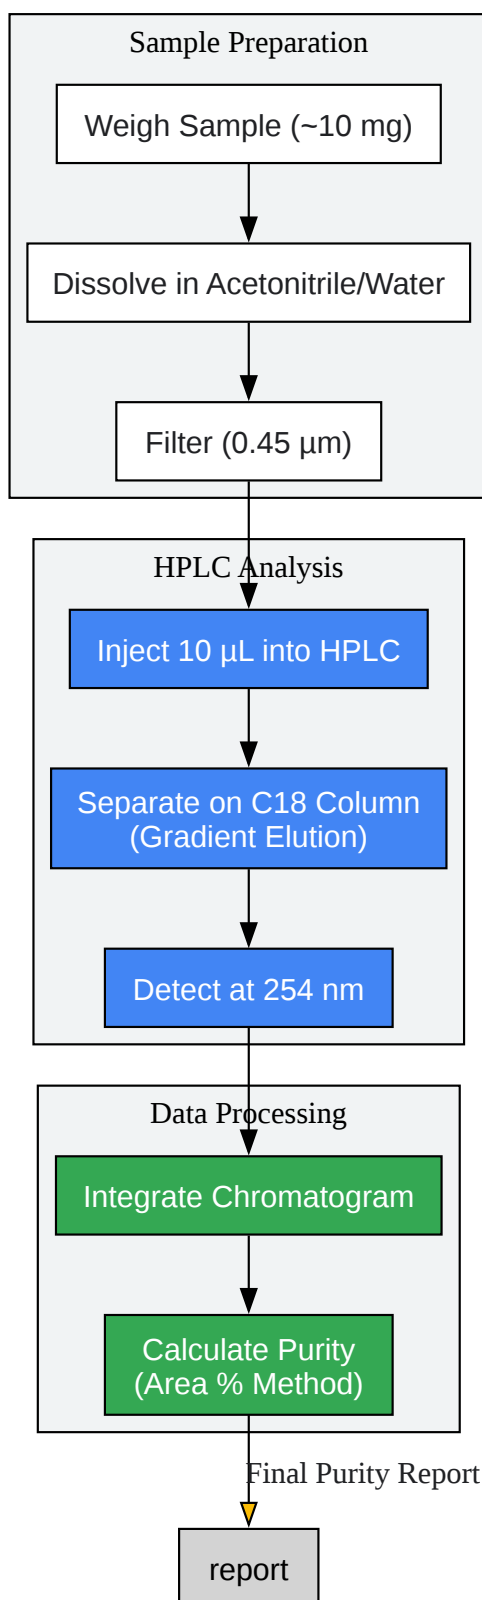 Sample Preparation
Weigh Sample (~10 mg)
Dissolve in Acetonitrile/Water
Filter (0.45 µm)
HPLC Analysis
Inject 10 µL into HPLC
Separate on C18 Column
(Gradient Elution)
Detect at 254 nm
Data Processing
Integrate Chromatogram
Calculate Purity
(Area % Method)
Final Purity Report
report